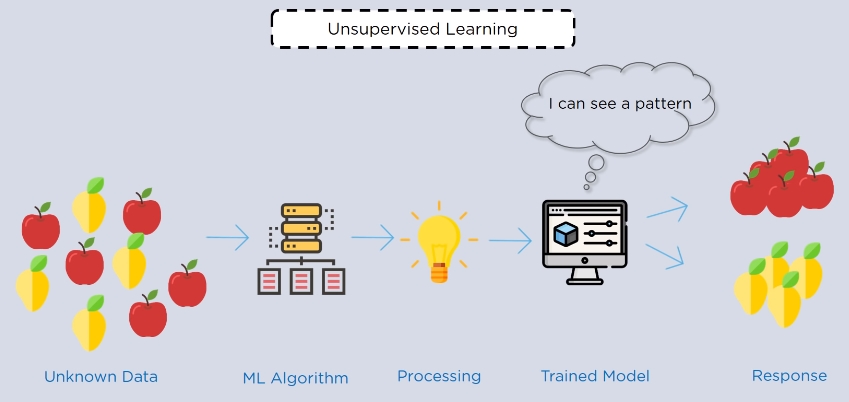 Unsupervised Learning
I can see a pattern
Unknown Data
ML Algorithm
Processing
Trained Model
Response